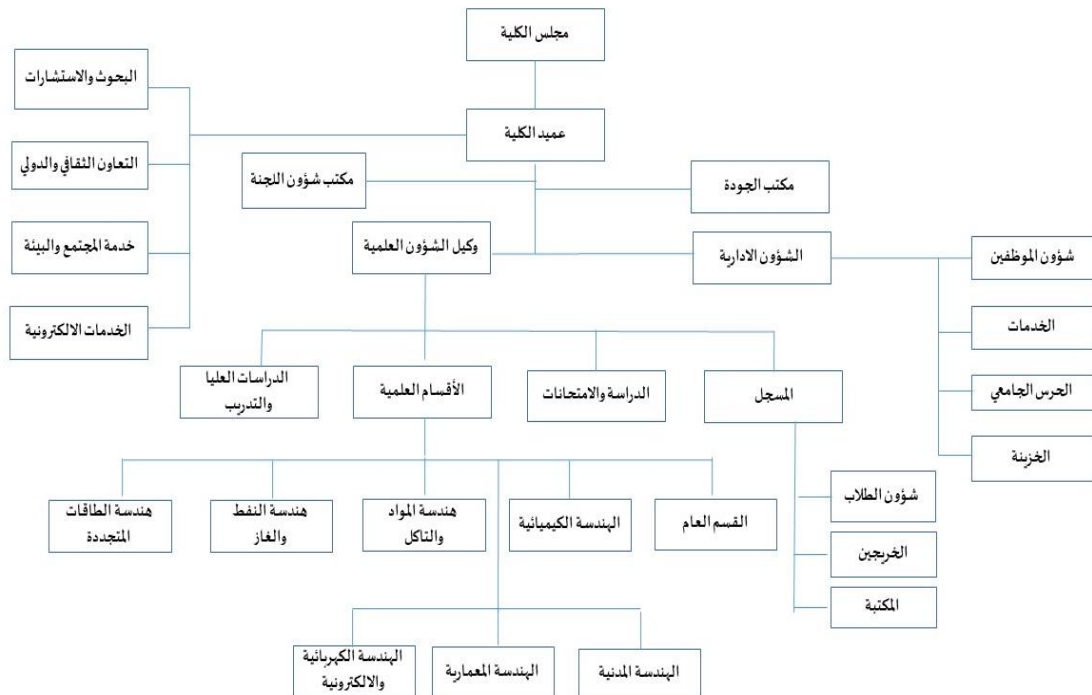 مجلس الكلية
البحوث والاستشارات
عميد الكلية
التعاون الثقافي والدولي
مكتب شؤون اللجنة
مكتب الجودة
وكيل الشؤون العلمية
الشؤون الادارية
خدمة المجتمع والبيئة
شؤون الموظفين
الخدمات الالكترونية
الخدمات
المسجل
الدراسة والامتحانات
الأقسام العلمية
الدراسات العليا
والتدريب
الحرس الجامعي
الخزينة
شؤون الطلاب
القسم العام
الهندسة الكيميائية
هندسة المواد
والتاكل
هندسة النفط
والغاز
هندسة الطاقات
المتجددة
الخريجين
المكتبة
الهندسة المدنية
الهندسة المعمارية
الهندسة الكهربائية
والالكترونية